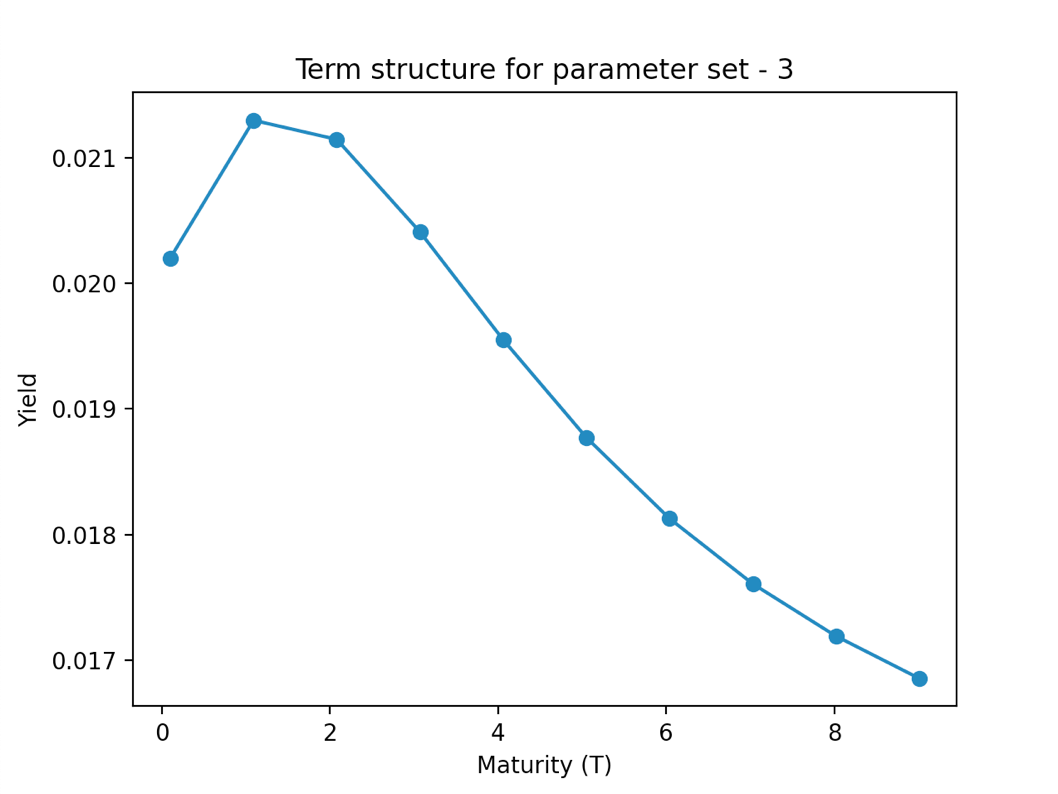 Term structure for parameter set - 3
0.021
0.020
0.019
0.018
0.017
Yield
0 2 4 6 8
Maturity (T)